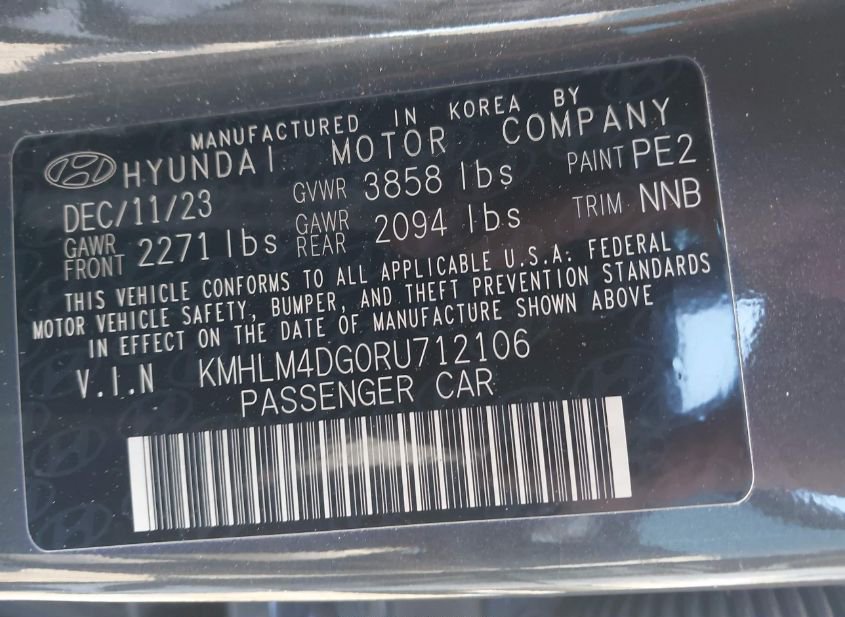 MANUFACTURED IN KOREA BY
HYUNDAI MOTOR COMPANY
DEC/11/23 GVWR 3858 lbs PAINT PE2
GAWR FRONT 2271 lbs GAWR REAR 2094 lbs TRIM NNB
THIS VEHICLE CONFORMS TO ALL APPLICABLE U.S.A. FEDERAL
MOTOR VEHICLE SAFETY, BUMPER, AND THEFT PREVENTION STANDARDS
IN EFFECT ON THE DATE OF MANUFACTURE SHOWN ABOVE
V.I.N KMHLM4DG0RU712106
PASSENGER CAR